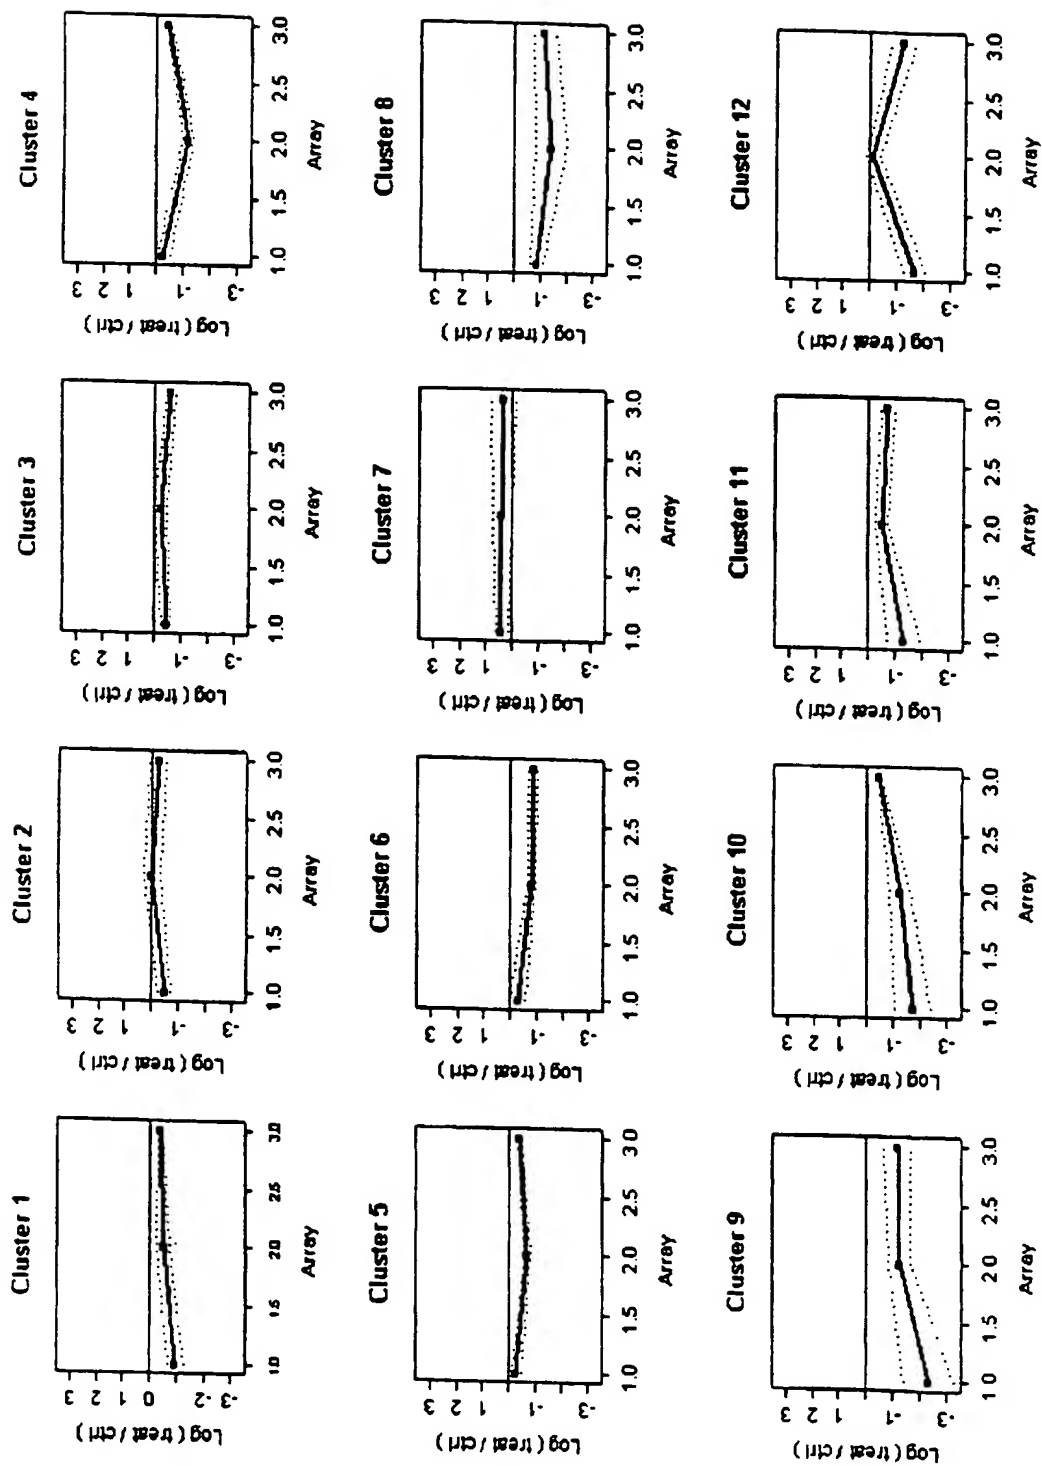 Cluster 1
Log ( treat / ctrl )
3
2
1
0
-2
-3
1.0 1.5 2.0 2.5 3.0
Array
Cluster 2
Log ( treat / ctrl )
3
2
1
-1
-3
1.0 1.5 2.0 2.5 3.0
Array
Cluster 3
Log ( treat / ctrl )
3
2
1
-1
-3
1.0 1.5 2.0 2.5 3.0
Array
Cluster 4
Log ( treat / ctrl )
3
2
1
-1
-3
1.0 1.5 2.0 2.5 3.0
Array
Cluster 5
Log ( treat / ctrl )
3
2
1
-1
-3
1.0 1.5 2.0 2.5 3.0
Array
Cluster 6
Log ( treat / ctrl )
3
2
1
-1
-3
1.0 1.5 2.0 2.5 3.0
Array
Cluster 7
Log ( treat / ctrl )
3
2
1
-1
-3
1.0 1.5 2.0 2.5 3.0
Array
Cluster 8
Log ( treat / ctrl )
3
2
1
-1
-3
1.0 1.5 2.0 2.5 3.0
Array
Cluster 9
Log ( treat / ctrl )
3
2
1
-1
-3
1.0 1.5 2.0 2.5 3.0
Array
Cluster 10
Log ( treat / ctrl )
3
2
1
-1
-3
1.0 1.5 2.0 2.5 3.0
Array
Cluster 11
Log ( treat / ctrl )
3
2
1
-1
-3
1.0 1.5 2.0 2.5 3.0
Array
Cluster 12
Log ( treat / ctrl )
3
2
1
-1
-3
1.0 1.5 2.0 2.5 3.0
Array